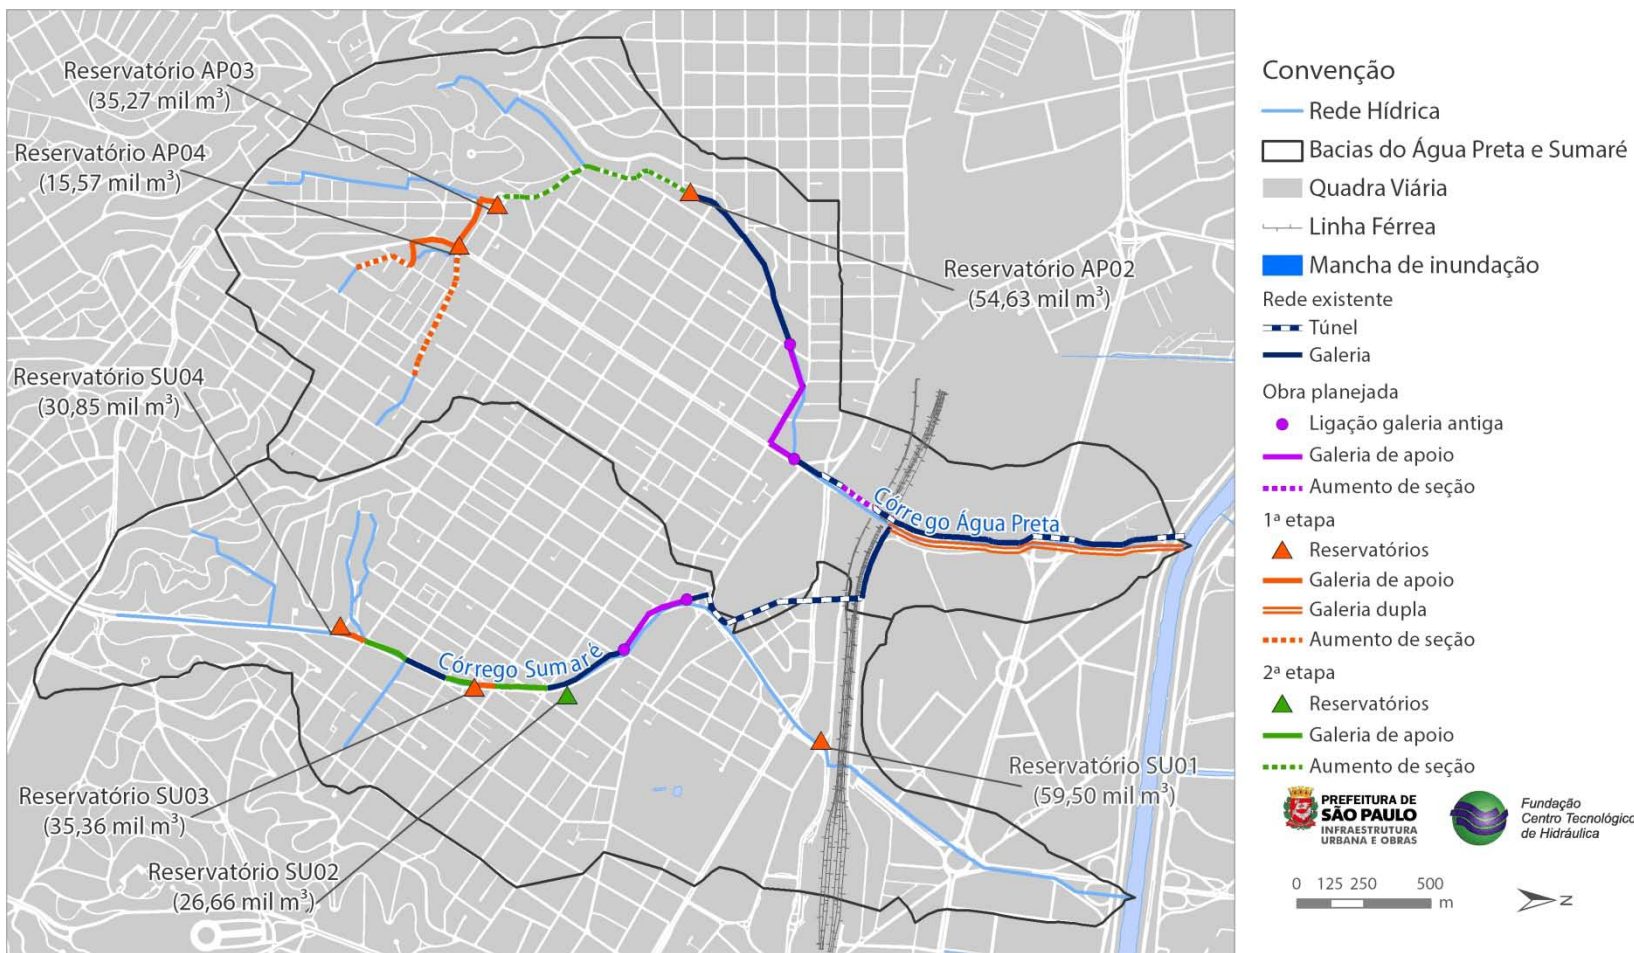 Reservatório AP03
(35,27 mil m³)
Reservatório AP04
(15,57 mil m³)
Reservatório AP02
(54,63 mil m³)
Reservatório SU04
(30,85 mil m³)
Córrego Água Preta
Córrego Sumaré
Reservatório SU01
(59,50 mil m³)
Reservatório SU03
(35,36 mil m³)
Reservatório SU02
(26,66 mil m³)
Convenção
Rede Hídrica
Bacias do Água Preta e Sumaré
Quadra Viária
Linha Férrea
Mancha de inundação
Rede existente
Túnel
Galeria
Obra planejada
Ligação galeria antiga
Galeria de apoio
Aumento de seção
1ª etapa
Reservatórios
Galeria de apoio
Galeria dupla
Aumento de seção
2ª etapa
Reservatórios
Galeria de apoio
Aumento de seção
PREFEITURA DE
SÃO PAULO
INFRAESTRUTURA
URBANA E OBRAS
Fundação
Centro Tecnológico
de Hidráulica
0 125 250 500
m
N